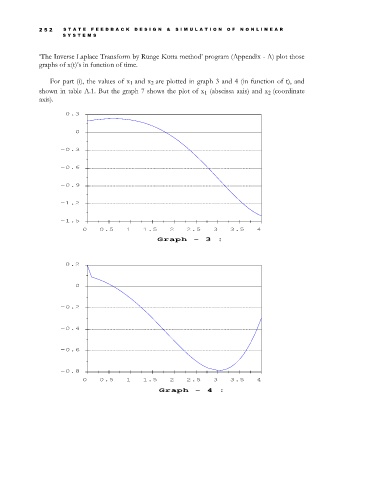 252 STATE FEEDBACK DESIGN & SIMULATION OF NONLINEAR
SYSTEMS
'The Inverse Laplace Transform by Runge Kutta method' program (Appendix - A) plot those
graphs of x(t)'s in function of time.
For part (i), the values of x1 and x2 are plotted in graph 3 and 4 (in function of t), and
shown in table A.1. But the graph 7 shows the plot of x1 (abscissa axis) and x2 (coordinate
axis).
0.3
0
-0.3
-0.6
-0.9
-1.2
-1.5
0 0.5 1 1.5 2 2.5 3 3.5 4
Graph - 3 :
0.2
0
-0.2
-0.4
-0.6
-0.8
0 0.5 1 1.5 2 2.5 3 3.5 4
Graph - 4 :